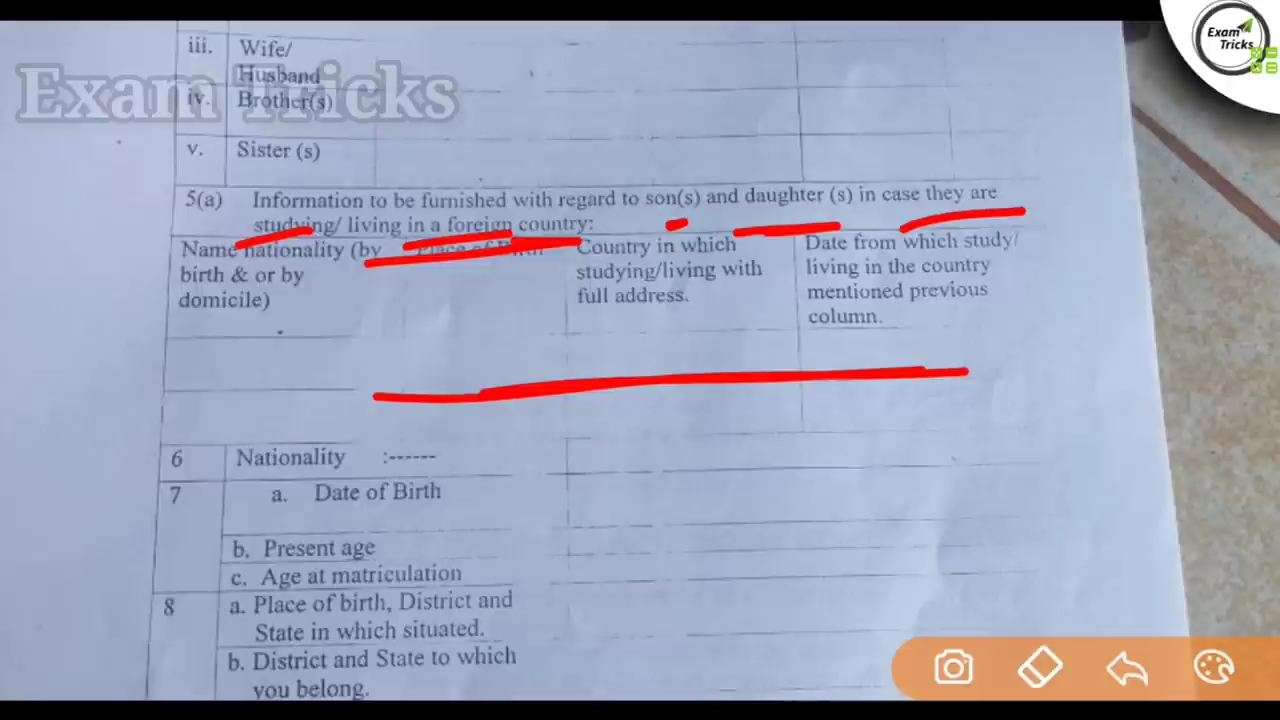 Exam
Tricks
iii. Wife/
Husband
Exam Tricks
iv. Brother(s)
v. Sister (s)
5(a) Information to be furnished with regard to son(s) and daughter (s) in case they are
studying/ living in a foreign country:
Name nationality (by
birth & or by
domicile)
Place of Birth
Country in which
studying/living with
full address.
Date from which study/
living in the country
mentioned previous
column.
6 Nationality :------
7 a. Date of Birth
b. Present age
c. Age at matriculation
8 a. Place of birth, District and
State in which situated.
b. District and State to which
you belong.